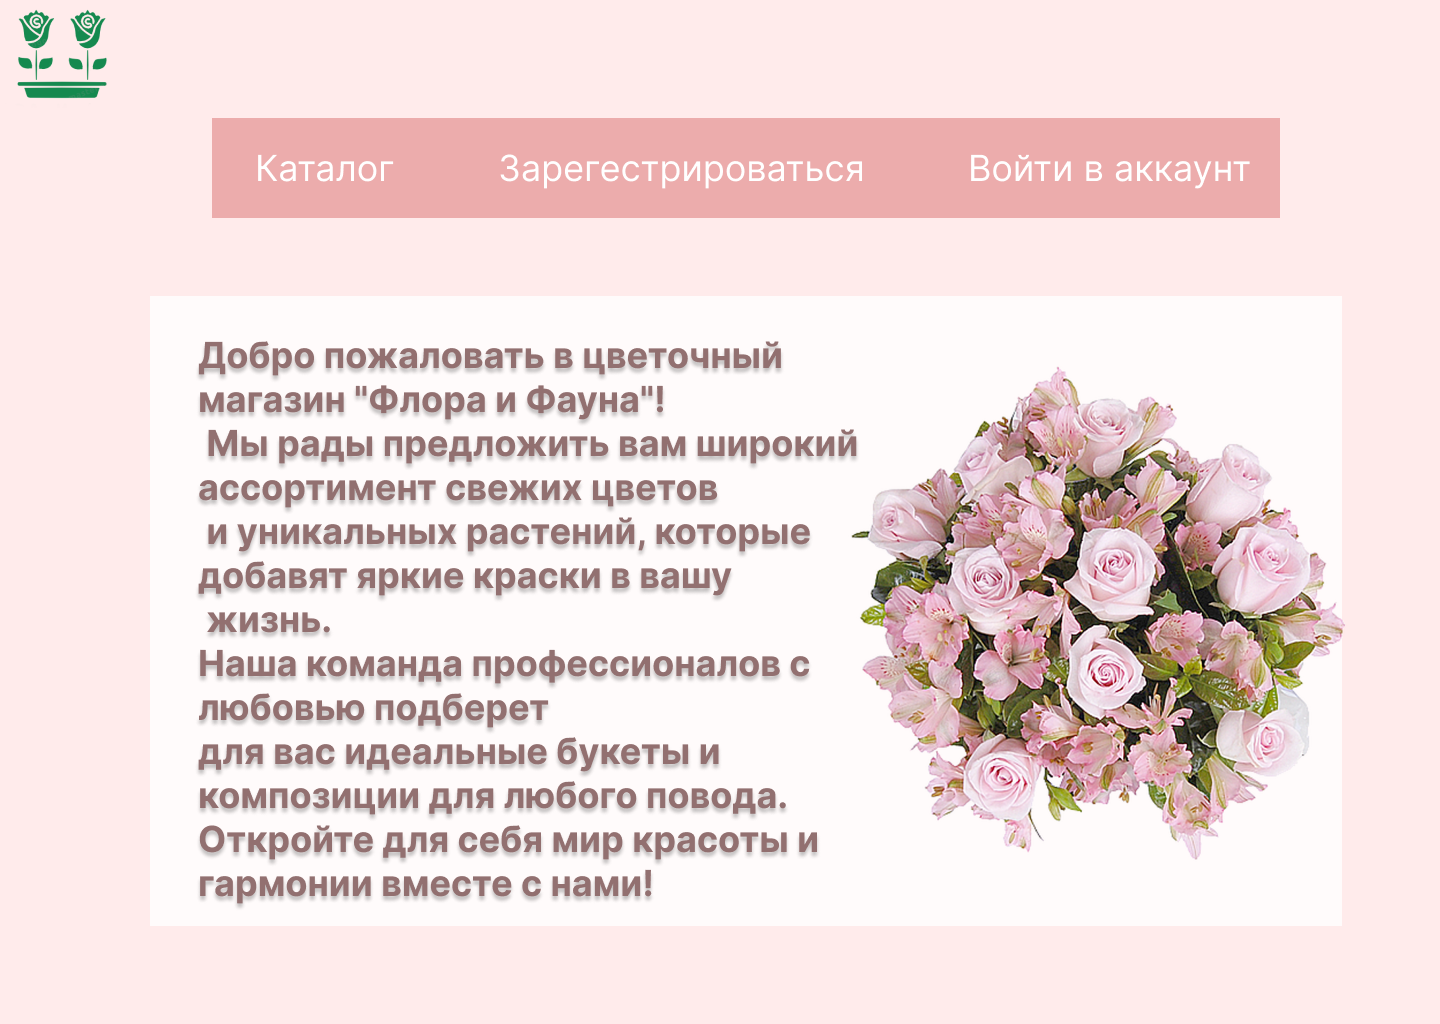 Каталог
Зарегестрироваться
Войти в аккаунт
Добро пожаловать в цветочный
магазин "Флора и Фауна"!
Мы рады предложить вам широкий
ассортимент свежих цветов
и уникальных растений, которые
добавят яркие краски в вашу
жизнь.
Наша команда профессионалов с
любовью подберет
для вас идеальные букеты и
композиции для любого повода.
Откройте для себя мир красоты и
гармонии вместе с нами!